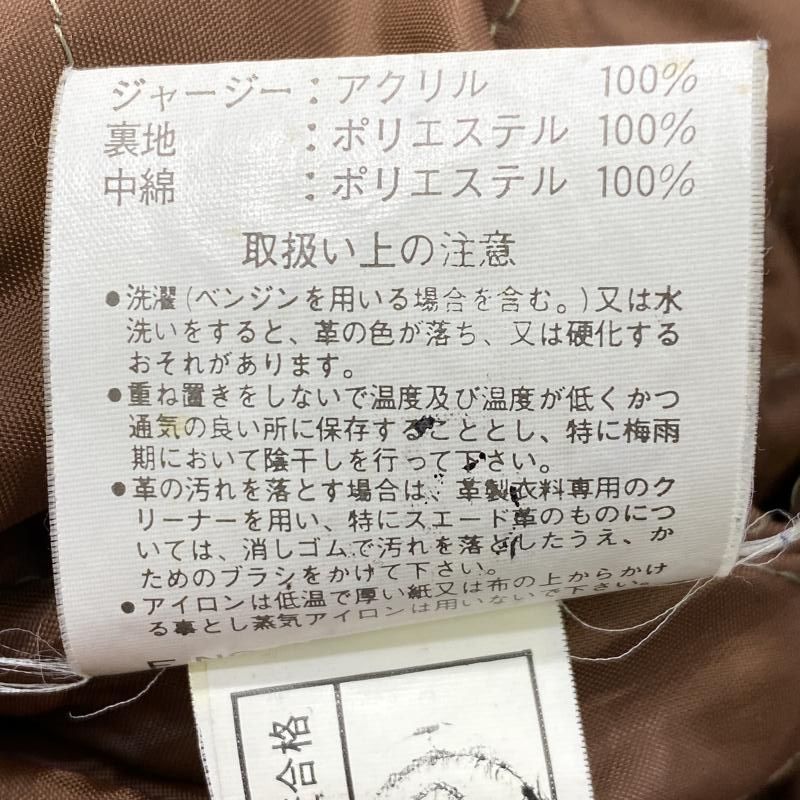 ジャージー：アクリル 100%
裏地 ：ポリエステル 100%
中綿 ：ポリエステル 100%
取扱い上の注意
●洗濯(ベンジンを用いる場合を含む。)又は水
洗いをすると、革の色が落ち、又は硬化する
おそれがあります。
●重ね置きをしないで温度及び温度が低くかつ
通気の良い所に保存することとし、特に梅雨
期において陰干しを行って下さい。
●革の汚れを落とす場合は、革製衣料専用のク
リーナーを用い、特にスエード革のものにつ
いては、消しゴムで汚れを落としたうえ、か
ためのブラシをかけて下さい。
●アイロンは低温で厚い紙又は布の上からかけ
る事とし蒸気アイロンは用いないで下さい。
合格